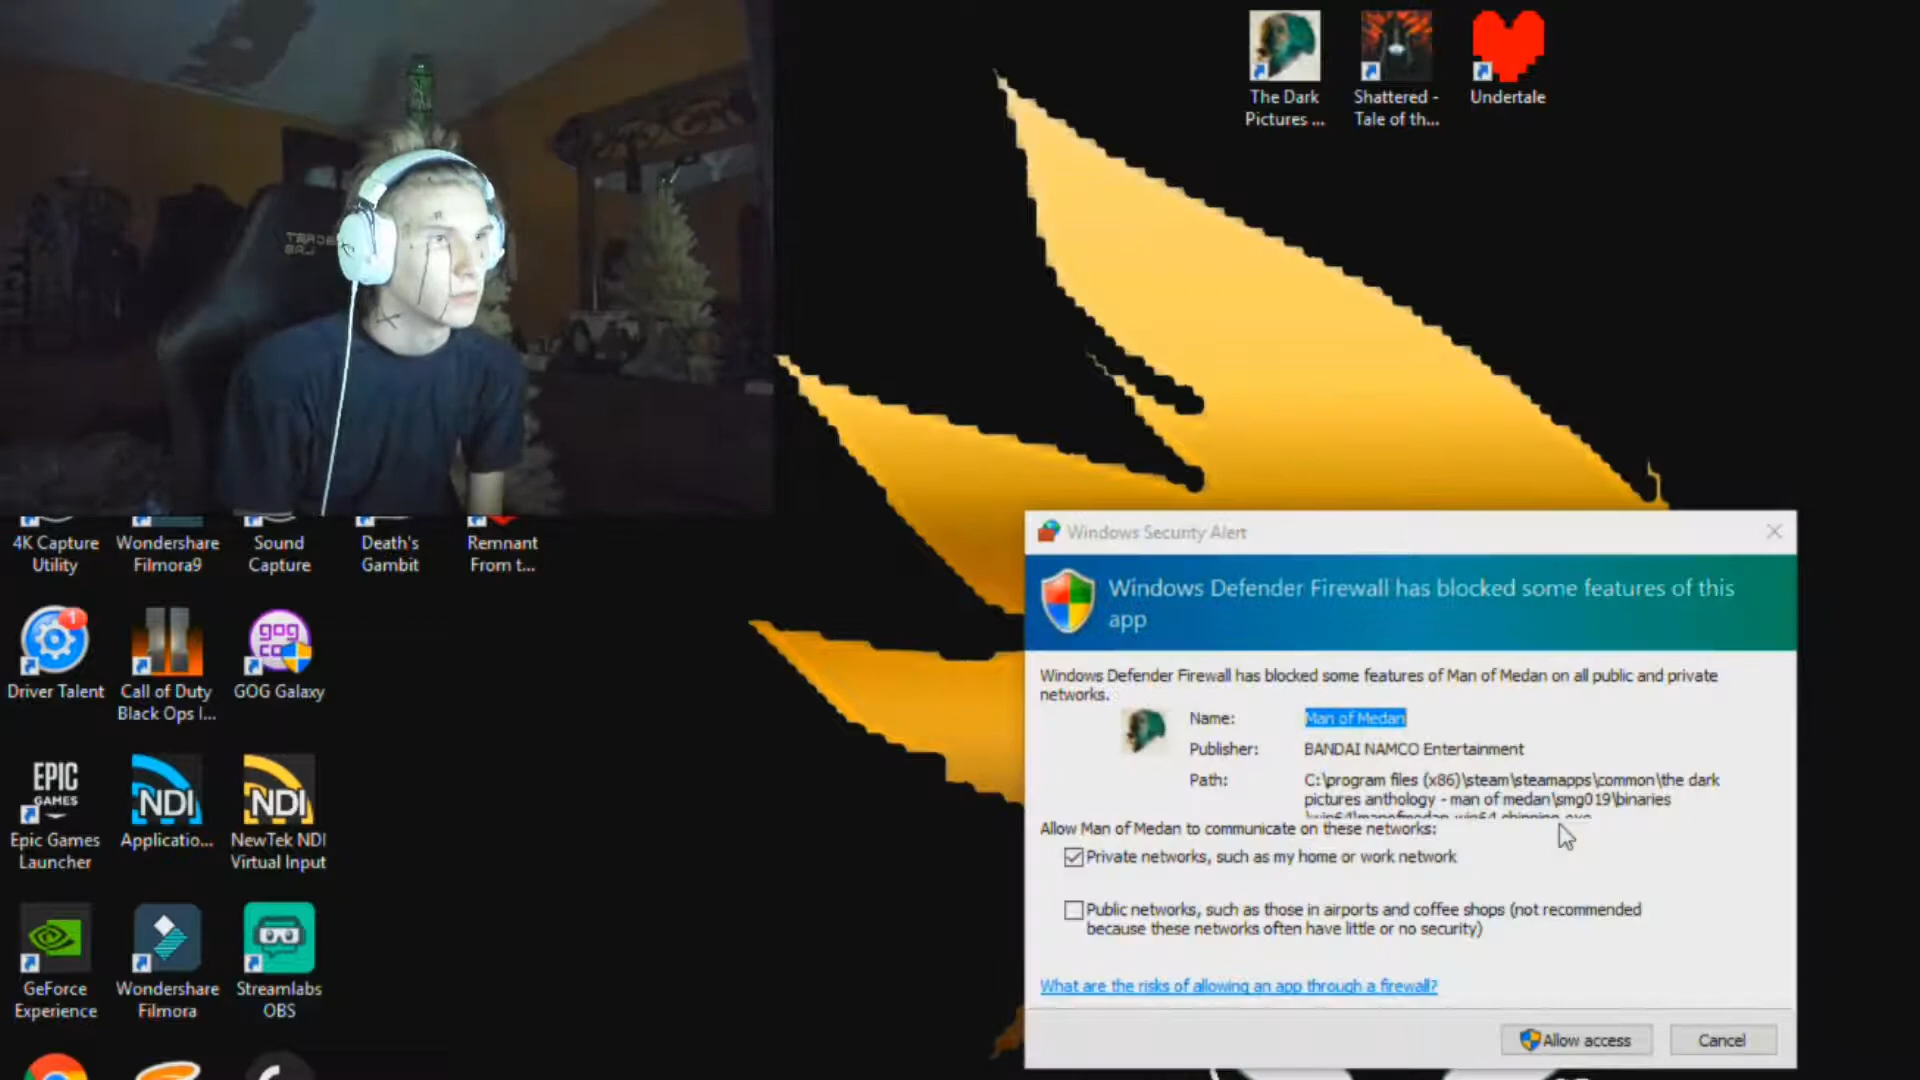 The Dark
Pictures ...
Shattered -
Tale of th...
Undertale
4K Capture
Utility
Wondershare
Filmora9
Sound
Capture
Death's
Gambit
Remnant
From t...
Driver Talent
1
Call of Duty
Black Ops I...
GOG Galaxy
gog
co
EPIC
GAMES
Epic Games
Launcher
NDI
Applicatio...
NDI
NewTek NDI
Virtual Input
GeForce
Experience
Wondershare
Filmora
Streamlabs
OBS
Windows Security Alert
Windows Defender Firewall has blocked some features of this
app
Windows Defender Firewall has blocked some features of Man of Medan on all public and private
networks.
Name: Man of Medan
Publisher: BANDAI NAMCO Entertainment
Path: C:\program files (x86)\steam\steamapps\common\the dark
pictures anthology - man of medan\smg019\binaries
\win64\manofmedan-win64-shipping.exe
Allow Man of Medan to communicate on these networks:
Private networks, such as my home or work network
Public networks, such as those in airports and coffee shops (not recommended
because these networks often have little or no security)
What are the risks of allowing an app through a firewall?
Allow access
Cancel